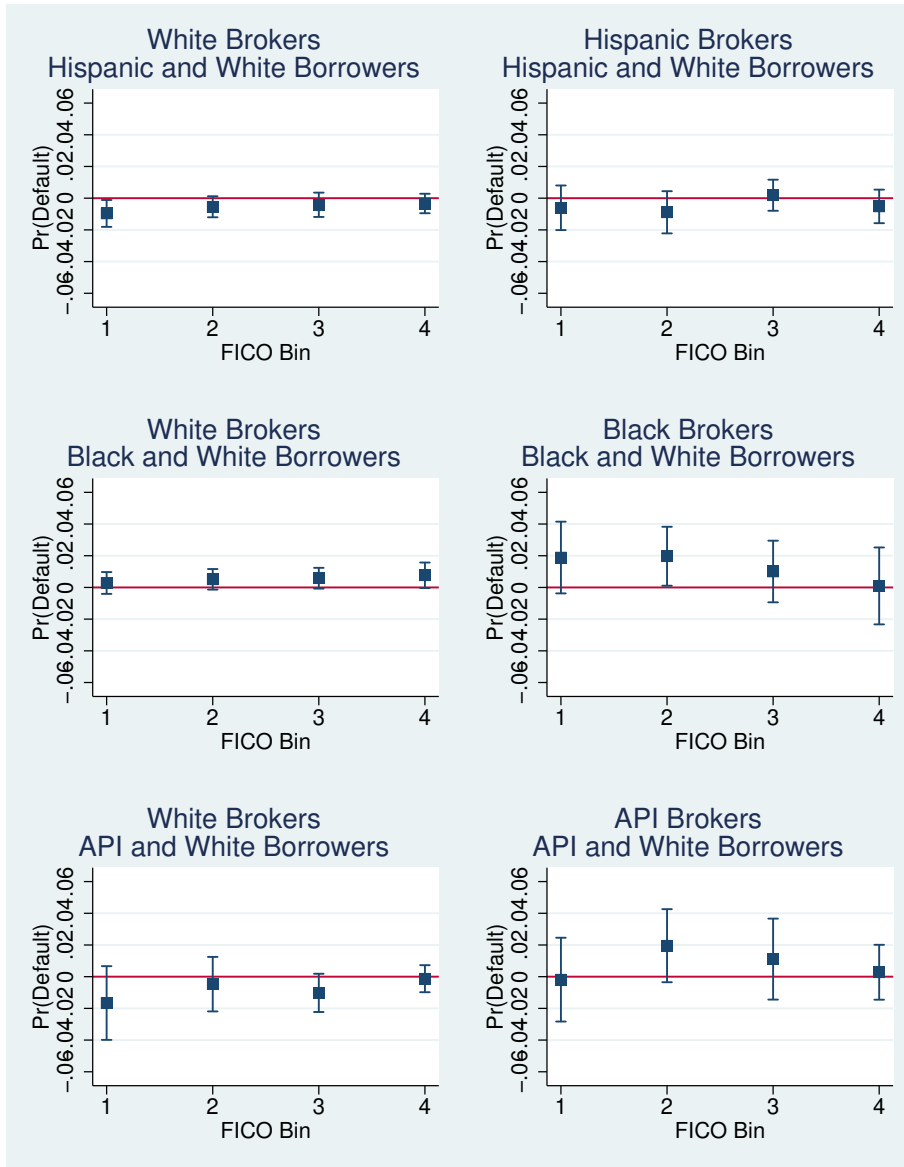 White Brokers
Hispanic and White Borrowers
Pr(Default)
−.06−.04−.02 0 .02 .04 .06
1 2 3 4
FICO Bin
Hispanic Brokers
Hispanic and White Borrowers
Pr(Default)
−.06−.04−.02 0 .02 .04 .06
1 2 3 4
FICO Bin
White Brokers
Black and White Borrowers
Pr(Default)
−.06−.04−.02 0 .02 .04 .06
1 2 3 4
FICO Bin
Black Brokers
Black and White Borrowers
Pr(Default)
−.06−.04−.02 0 .02 .04 .06
1 2 3 4
FICO Bin
White Brokers
API and White Borrowers
Pr(Default)
−.06−.04−.02 0 .02 .04 .06
1 2 3 4
FICO Bin
API Brokers
API and White Borrowers
Pr(Default)
−.06−.04−.02 0 .02 .04 .06
1 2 3 4
FICO Bin